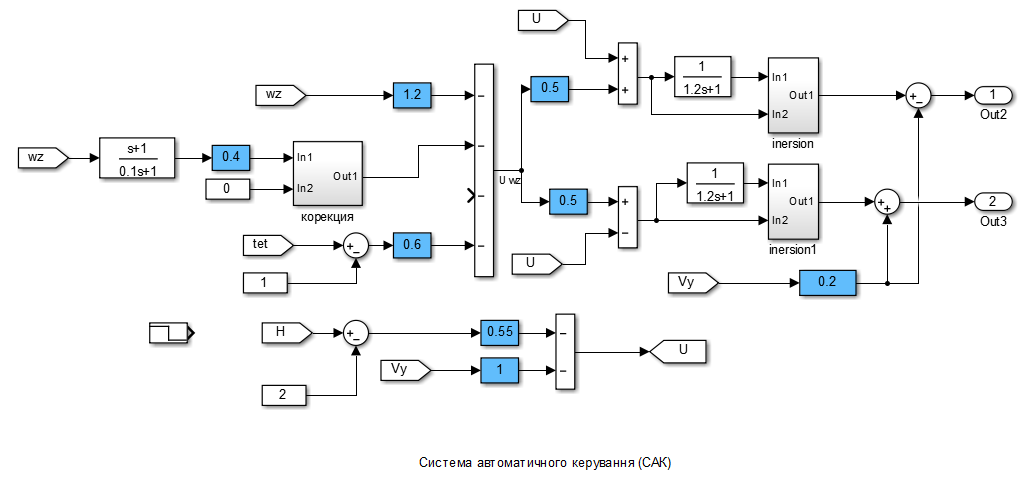 U
wz
1.2
−
0.5
+
+
1
1.2s+1
In1
In2
Out1
inersion
+
−
1
Out2
wz
s+1
0.1s+1
0.4
0
In1
In2
Out1
корекция
−
−
U wz
0.5
+
−
1
1.2s+1
In1
In2
Out1
inersion1
+
+
2
Out3
tet
+
−
0.6
−
1
U
Vy
0.2
H
+
−
0.55
−
Vy
1
−
U
2
Система автоматичного керування (САК)